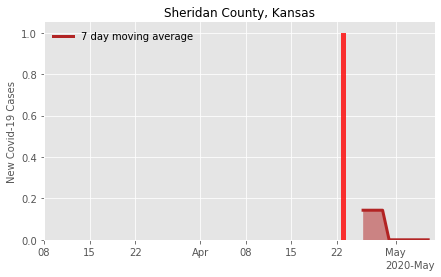 Sheridan County, Kansas
7 day moving average
New Covid-19 Cases
1.0
0.8
0.6
0.4
0.2
0.0
08 15 22 Apr 08 15 22 May
2020-May